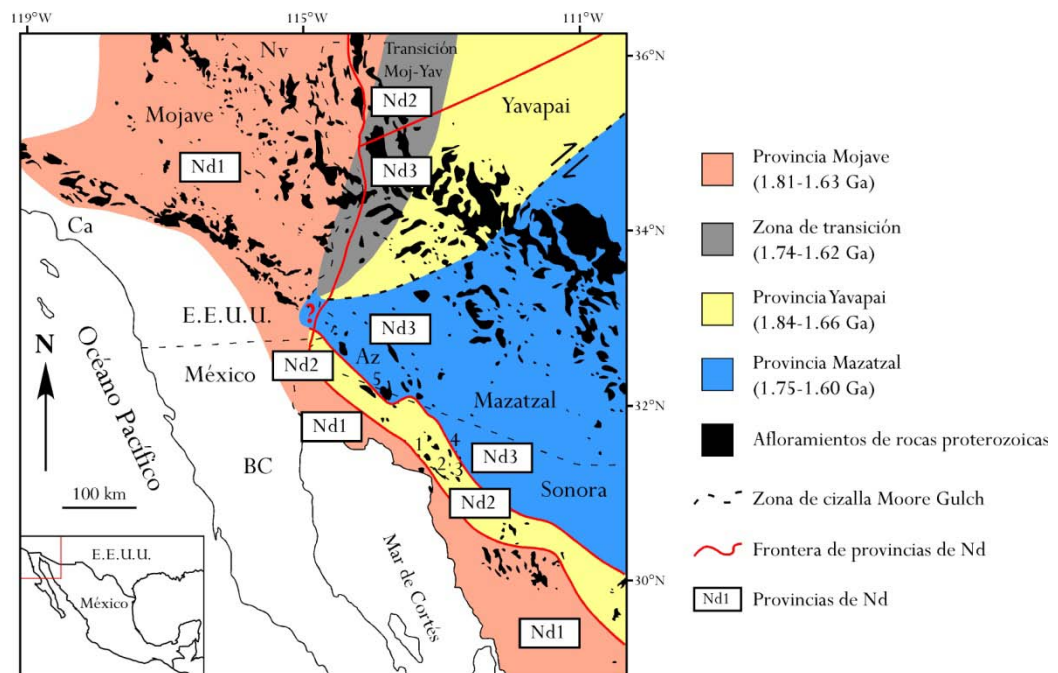 119°W
115°W
111°W
36°N
34°N
32°N
30°N
Nv
Transición
Moj-Yav
Nd2
Mojave
Yavapai
Nd1
Nd3
Ca
?
E.E.U.U.
Nd3
N
Océano Pacífico
México
Nd2
Az
5
Mazatzal
Nd1
1
4
2
3
Nd3
BC
Sonora
Nd2
100 km
Mar de Cortés
Nd1
E.E.U.U.
México
Provincia Mojave
(1.81-1.63 Ga)
Zona de transición
(1.74-1.62 Ga)
Provincia Yavapai
(1.84-1.66 Ga)
Provincia Mazatzal
(1.75-1.60 Ga)
Afloramientos de rocas proterozoicas
Zona de cizalla Moore Gulch
Frontera de provincias de Nd
Nd1 Provincias de Nd